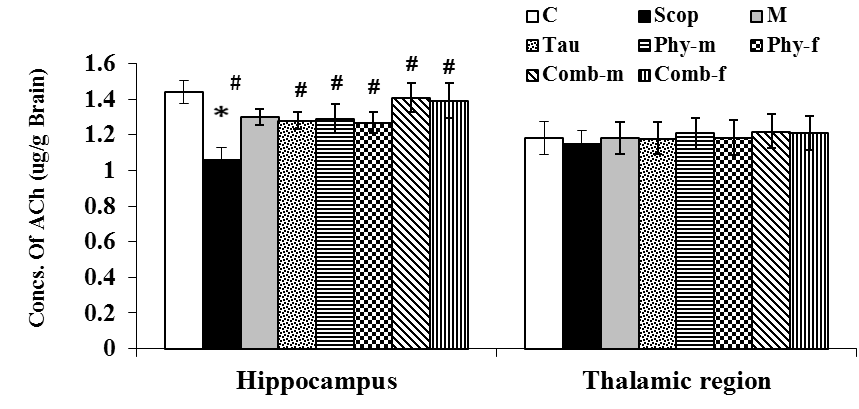 C Scop M
Tau Phy-m Phy-f
Comb-m Comb-f
Concs. Of ACh (ug/g Brain)
1.6
1.4
1.2
1
0.8
0.6
0.4
0.2
0
* # # # # # #
Hippocampus Thalamic region